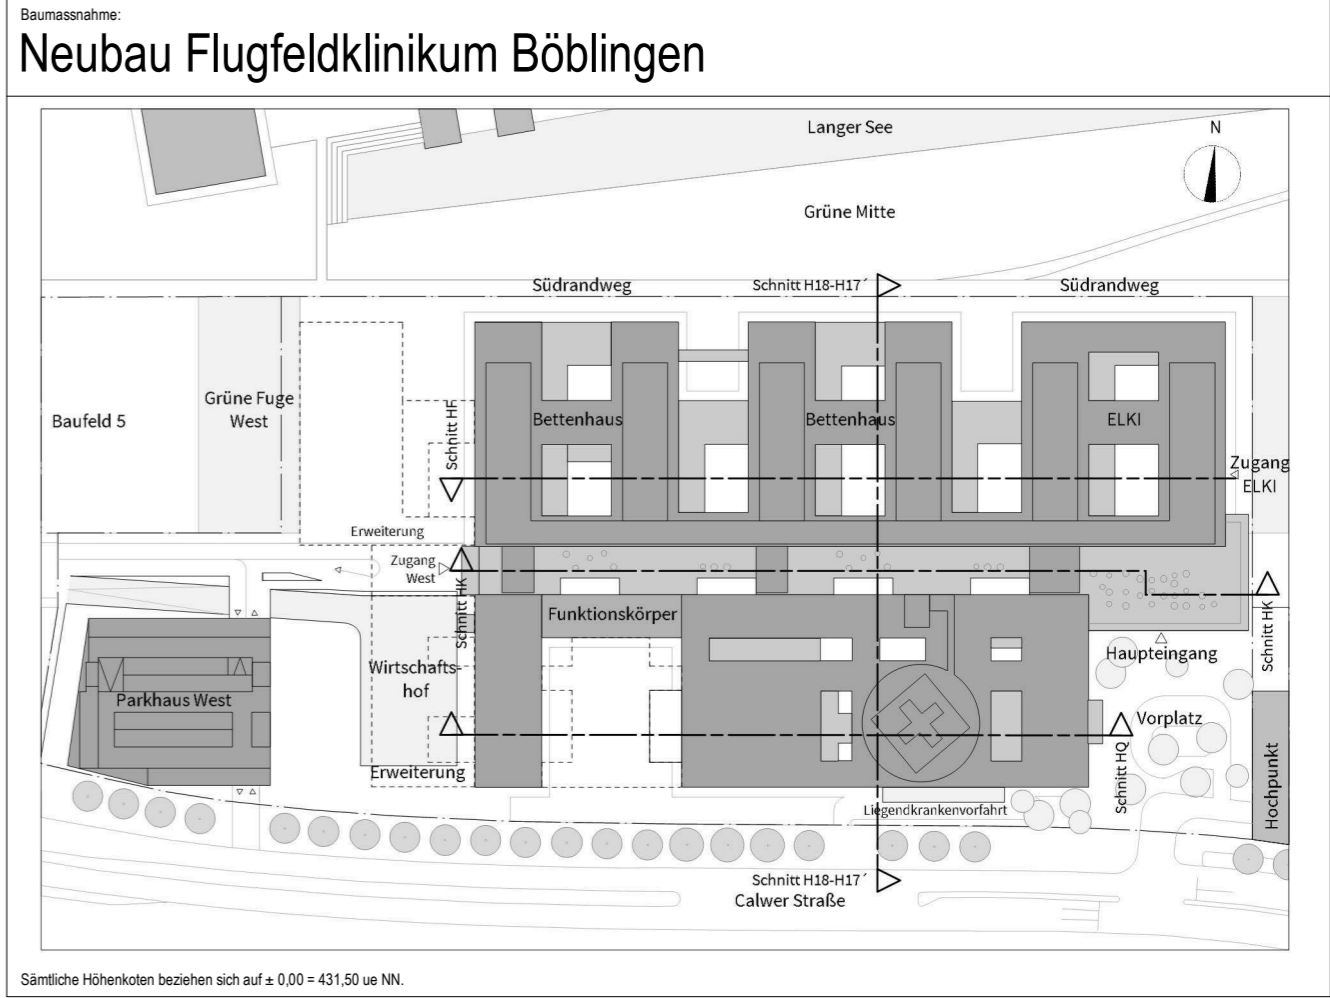 Baumassnahme:
Neubau Flugfeldklinikum Böblingen
Langer See
N
Grüne Mitte
Südrandweg
Schnitt H18-H17´
Südrandweg
Grüne Fuge
West
Baufeld 5
Schnitt HF
Bettenhaus
Bettenhaus
ELKI
Zugang
ELKI
Erweiterung
Zugang
West
Schnitt HK
Funktionskörper
Schnitt HK
Haupteingang
Wirtschafts-
hof
Parkhaus West
Vorplatz
Schnitt HQ
Hochpunkt
Erweiterung
Liegendkrankenvorfahrt
Schnitt H18-H17´
Calwer Straße
Sämtliche Höhenkoten beziehen sich auf ± 0,00 = 431,50 ue NN.